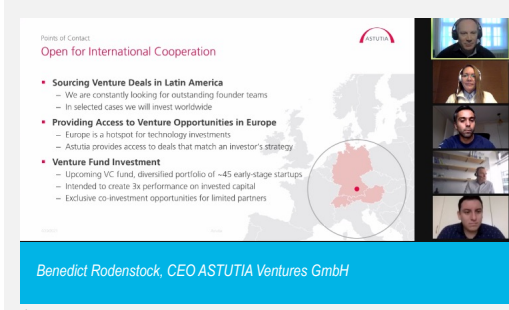 Points of Contact
Open for International Cooperation
ASTUTIA
▪ Sourcing Venture Deals in Latin America
– We are constantly looking for outstanding founder teams
– In selected cases we will invest worldwide
▪ Providing Access to Venture Opportunities in Europe
– Europe is a hotspot for technology investments
– Astutia provides access to deals that match an investor's strategy
▪ Venture Fund Investment
– Upcoming VC fund, diversified portfolio of ~45 early-stage startups
– Intended to create 3x performance on invested capital
– Exclusive co-investment opportunities for limited partners
Benedict Rodenstock, CEO ASTUTIA Ventures GmbH